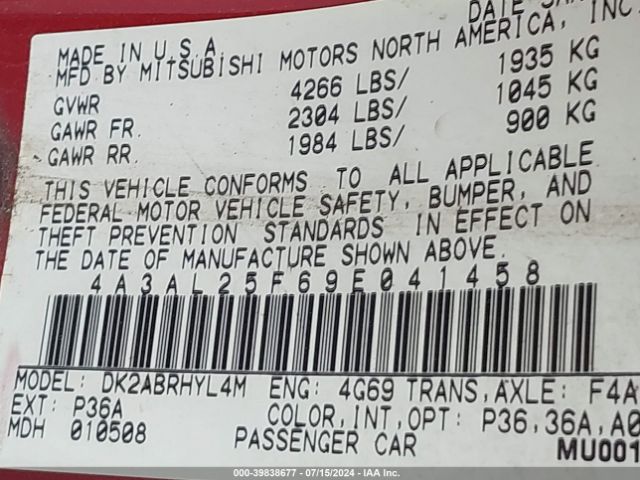 DATE
MADE IN U.S.A.
MFD BY MITSUBISHI MOTORS NORTH AMERICA, INC.
GVWR 4266 LBS/ 1935 KG
GAWR FR. 2304 LBS/ 1045 KG
GAWR RR. 1984 LBS/ 900 KG
THIS VEHICLE CONFORMS TO ALL APPLICABLE
FEDERAL MOTOR VEHICLE SAFETY, BUMPER, AND
THEFT PREVENTION STANDARDS IN EFFECT ON
THE DATE OF MANUFACTURE SHOWN ABOVE.
4A3AL25F69E041458
MODEL: DK2ABRHYL4M ENG: 4G69 TRANS,AXLE: F4A
EXT: P36A COLOR,INT,OPT: P36,36A,A0
MDH 010508 PASSENGER CAR MU001
000-39838677 - 07/15/2024 - IAA Inc.